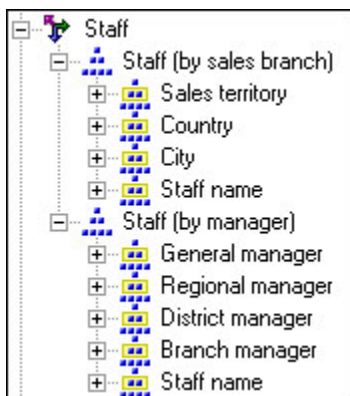 Staff
Staff (by sales branch)
Sales territory
Country
City
Staff name
Staff (by manager)
General manager
Regional manager
District manager
Branch manager
Staff name